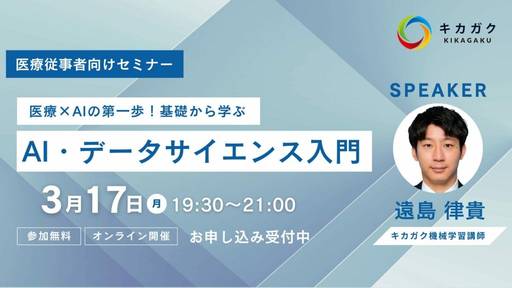 キカガク
KIKAGAKU
医療従事者向けセミナー
SPEAKER
医療×AIの第一歩！基礎から学ぶ
AI・データサイエンス入門
3月17日 月 19:30〜21:00
遠島 律貴
キカガク機械学習講師
参加無料 オンライン開催 お申し込み受付中